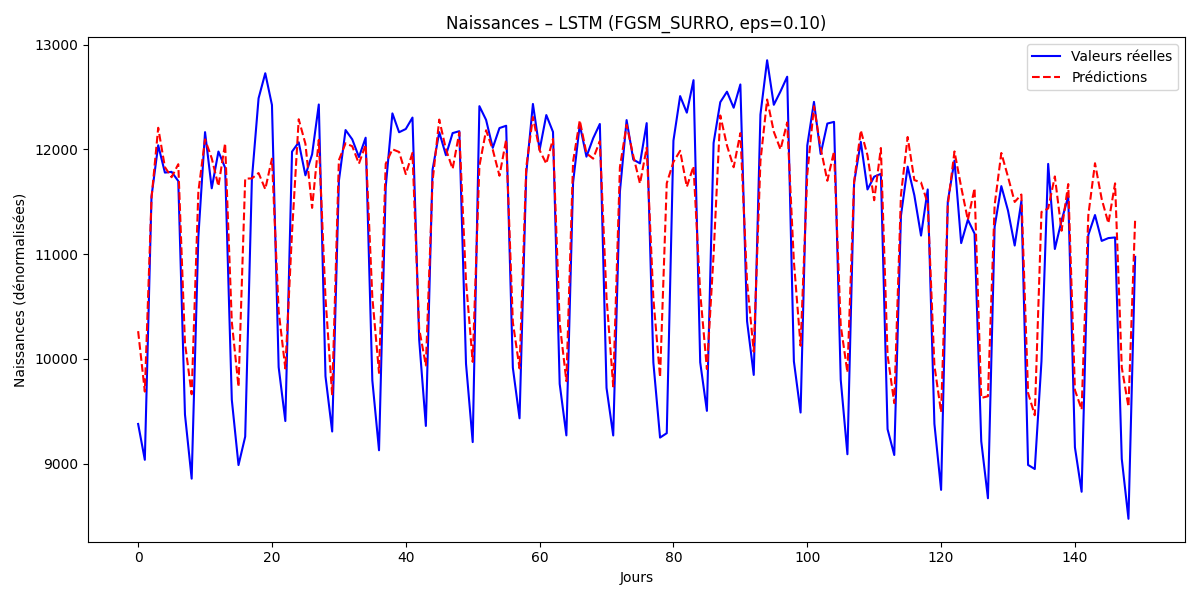 Naissances – LSTM (FGSM_SURRO, eps=0.10)
Valeurs réelles
Prédictions
Naissances (dénormalisées)
13000
12000
11000
10000
9000
0 20 40 60 80 100 120 140
Jours